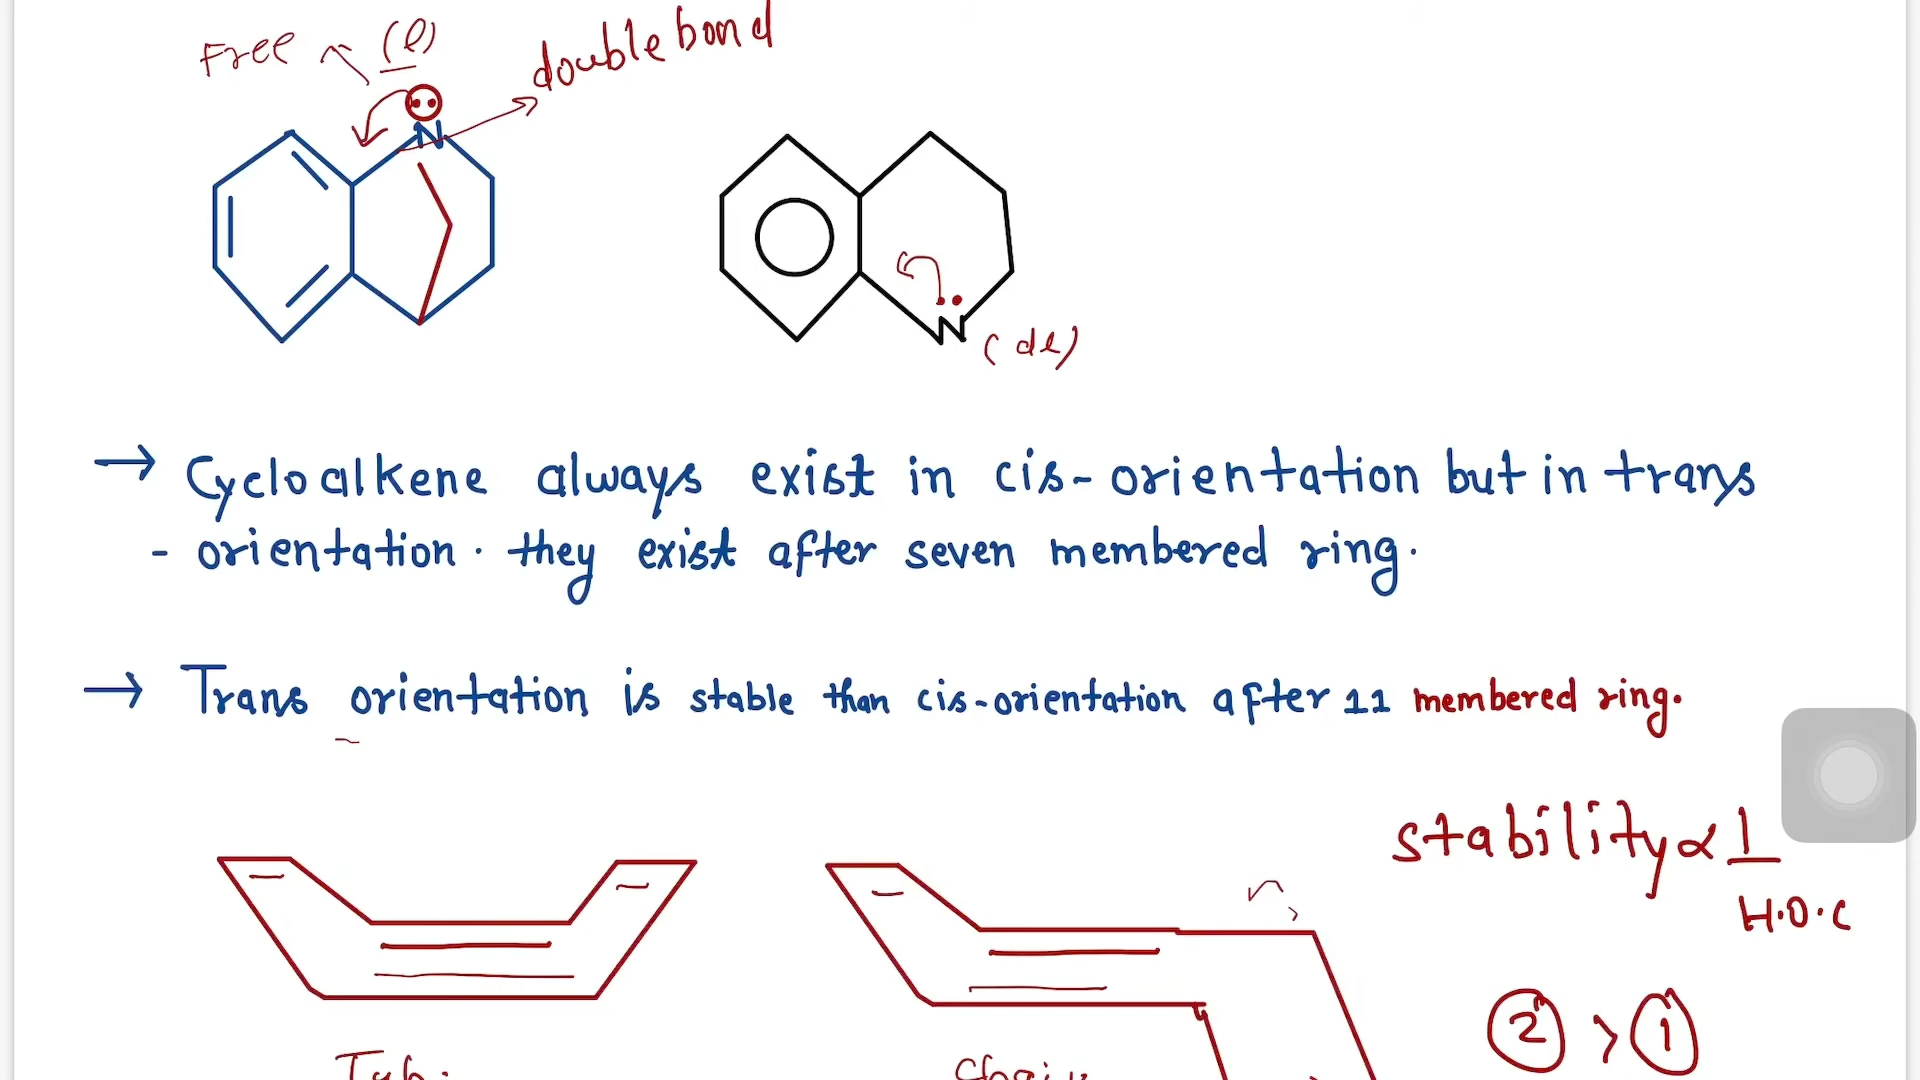 Free (l) double bond
N
N (dl)
→ Cycloalkene always exist in cis-orientation but in trans
- orientation. they exist after seven membered ring.
→ Trans orientation is stable than cis-orientation after 11 membered ring.
stability ∝ 1
H.O.C
2 > 1
Tub.